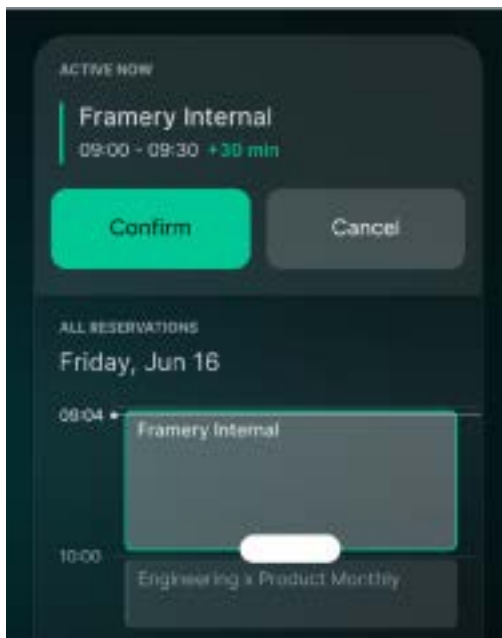 ACTIVE NOW
Framery Internal
09:00 - 09:30 +30 min
Confirm
Cancel
ALL RESERVATIONS
Friday, Jun 16
09:04
Framery Internal
10:00
Engineering x Product Monthly